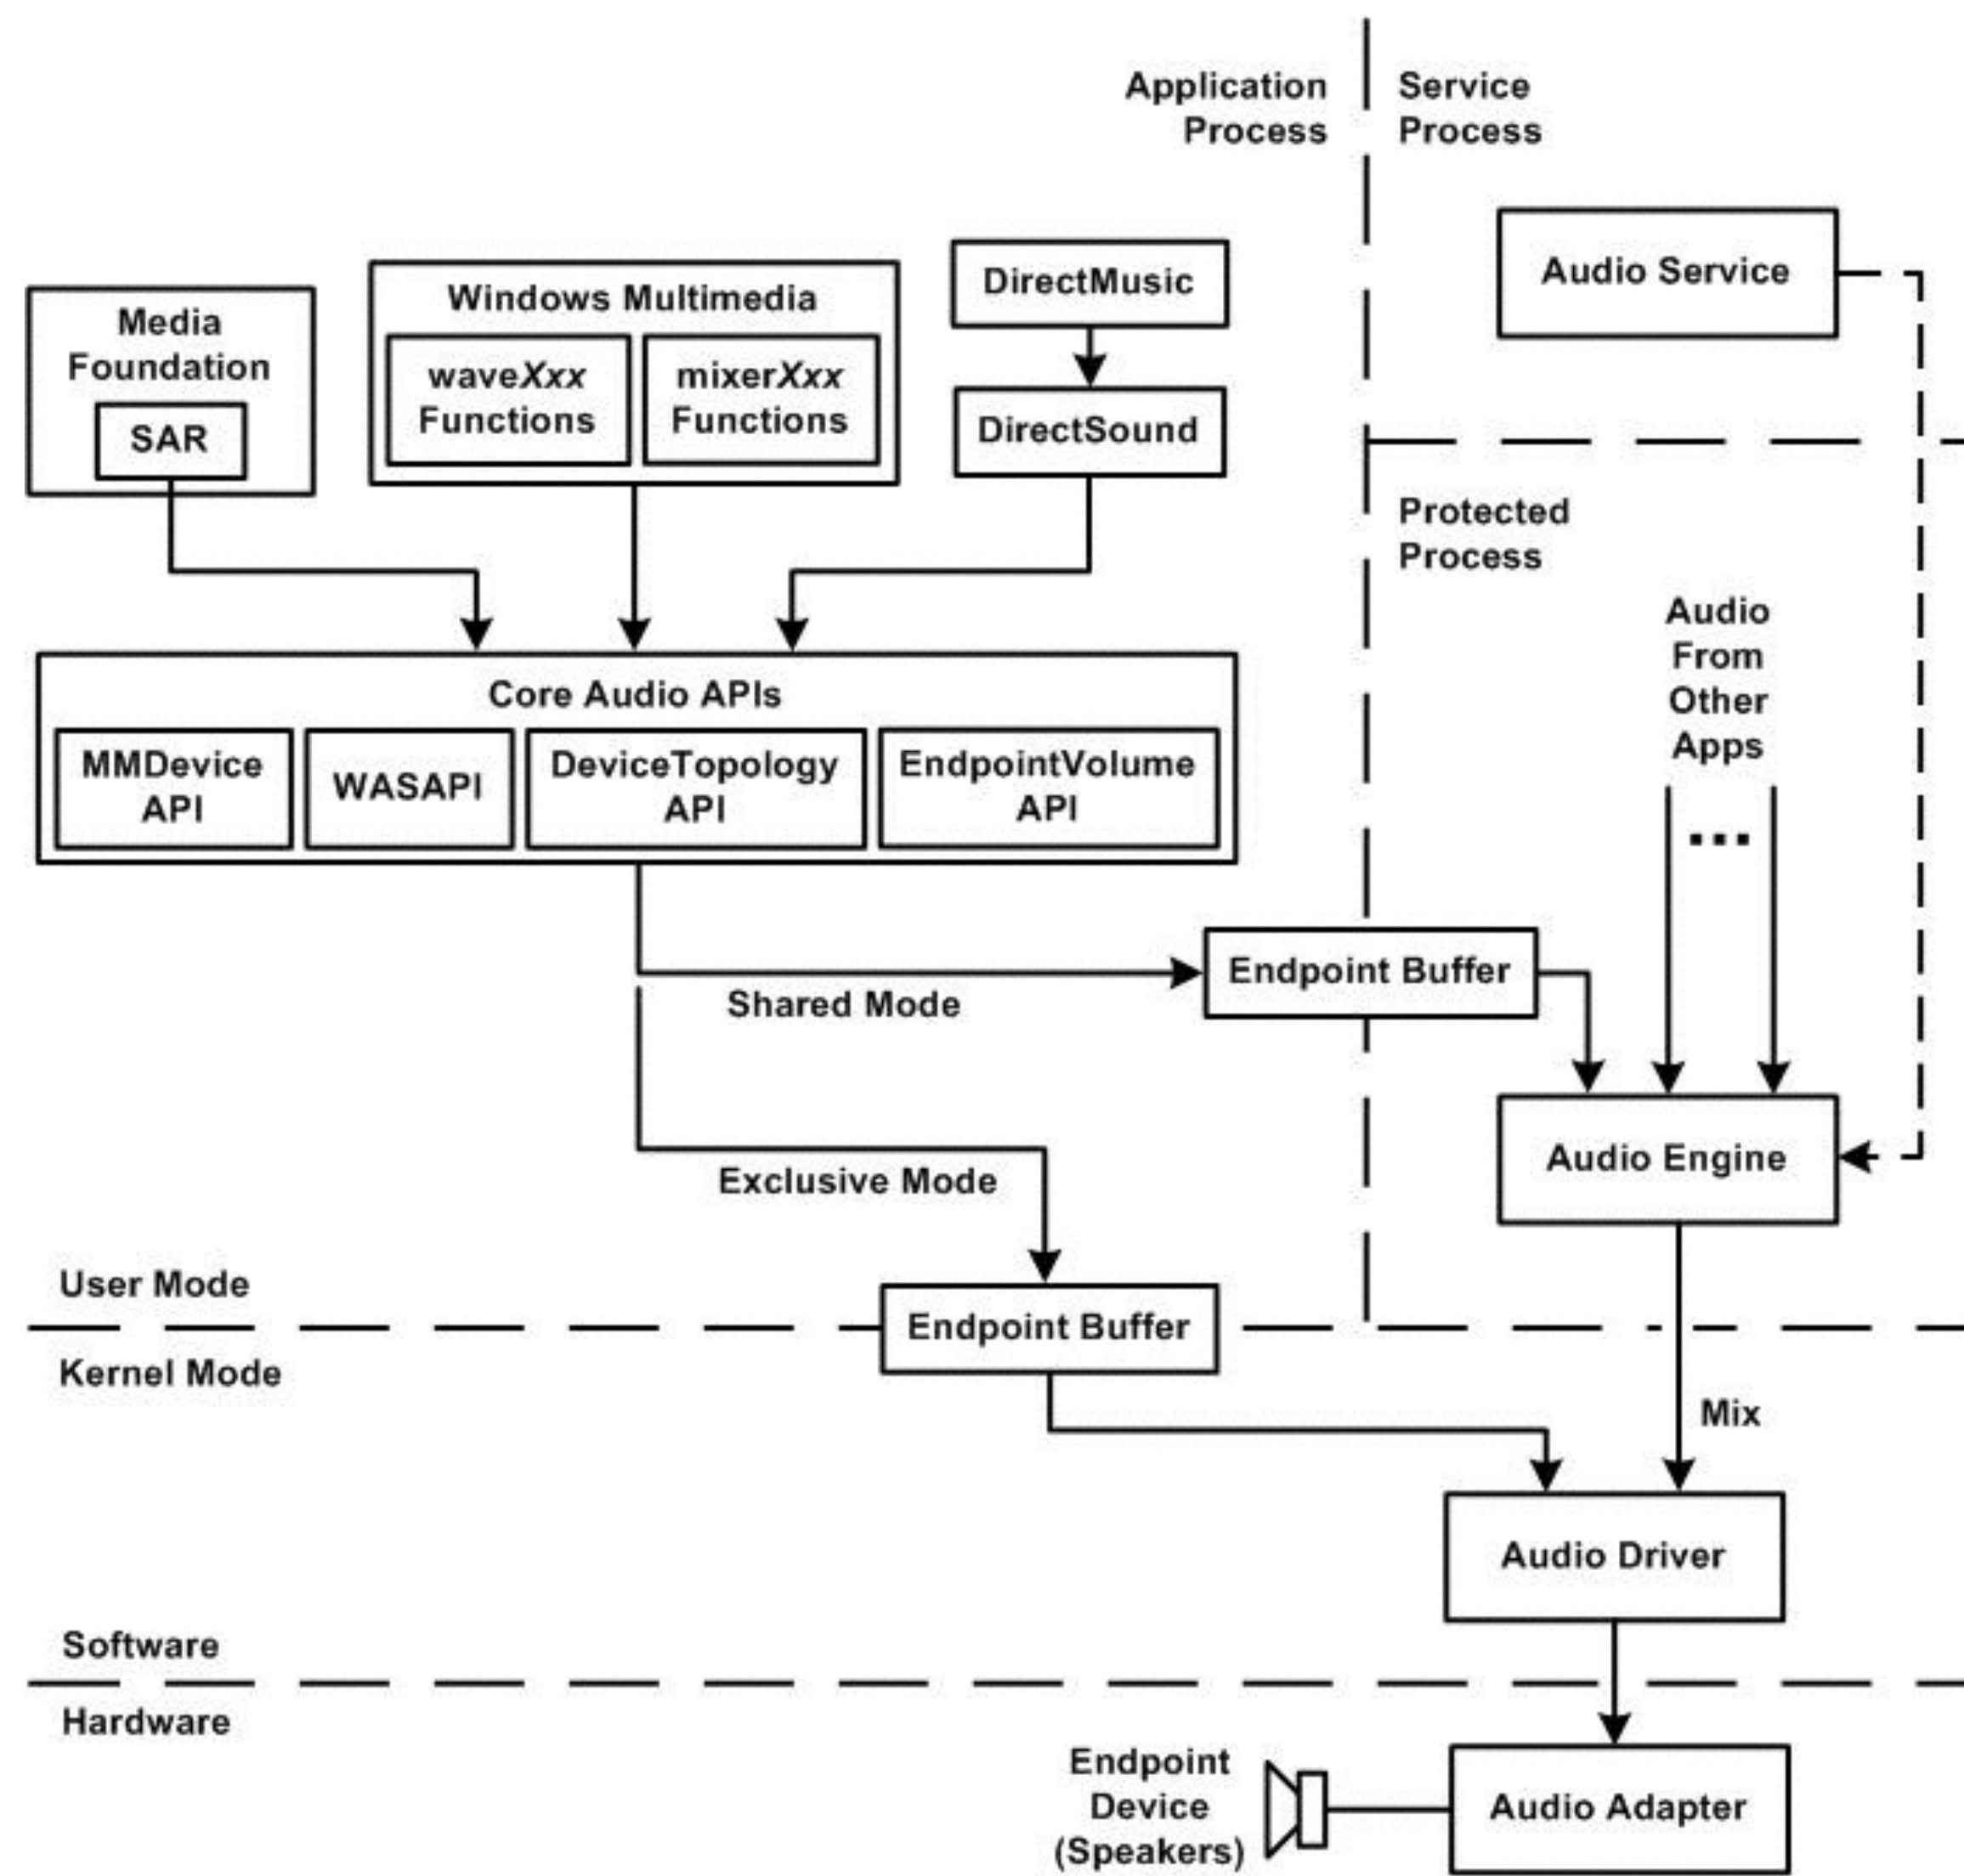 Application
Process
Service
Process
Audio Service
DirectMusic
Windows Multimedia
Media
Foundation
waveXxx
Functions
mixerXxx
Functions
SAR
DirectSound
Protected
Process
Audio
From
Other
Apps
...
Core Audio APIs
MMDevice
API
WASAPI
DeviceTopology
API
EndpointVolume
API
Endpoint Buffer
Shared Mode
Audio Engine
Exclusive Mode
User Mode
Endpoint Buffer
Kernel Mode
Mix
Audio Driver
Software
Hardware
Endpoint
Device
(Speakers)
Audio Adapter